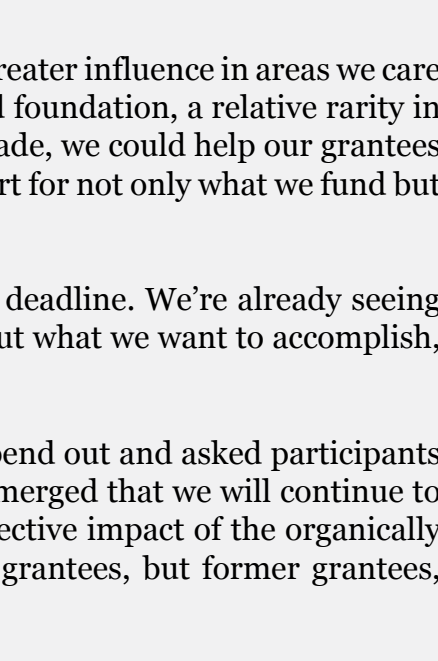 reater influence in areas we care
foundation, a relative rarity in
ade, we could help our grantees
rt for not only what we fund but
deadline. We’re already seeing
ut what we want to accomplish,
end out and asked participants
merged that we will continue to
ective impact of the organically
grantees, but former grantees,